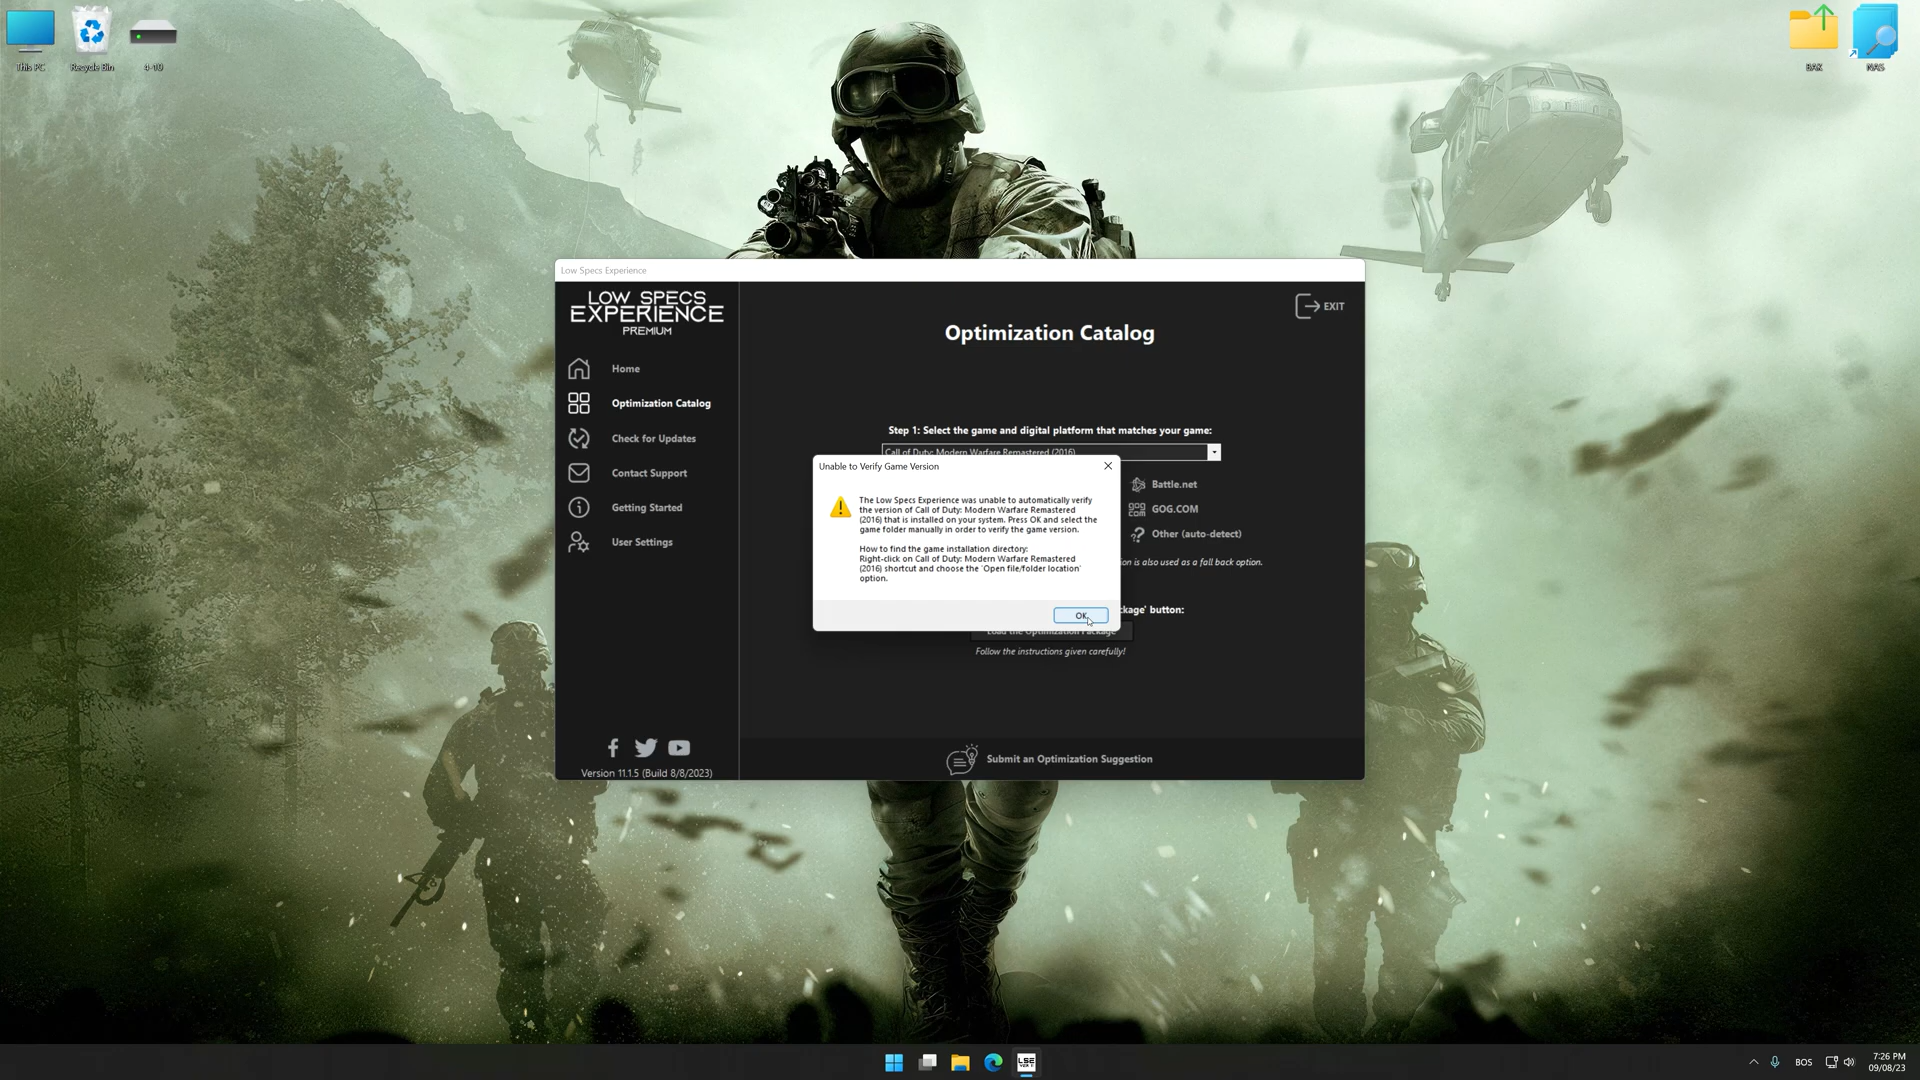 This PC
Recycle Bin
4-10
BAK
NAS
Low Specs Experience
LOW SPECS
EXPERIENCE
PREMIUM
Home
Optimization Catalog
Check for Updates
Contact Support
Getting Started
User Settings
Version 11.1.5 (Build 8/8/2023)
EXIT
Optimization Catalog
Step 1: Select the game and digital platform that matches your game:
Call of Duty: Modern Warfare Remastered (2016)
Battle.net
GOG.COM
Other (auto-detect)
ion is also used as a fall back option.
ckage' button:
Load the Optimization Package
Follow the instructions given carefully!
Submit an Optimization Suggestion
Unable to Verify Game Version
The Low Specs Experience was unable to automatically verify
the version of Call of Duty: Modern Warfare Remastered
(2016) that is installed on your system. Press OK and select the
game folder manually in order to verify the game version.
How to find the game installation directory:
Right-click on Call of Duty: Modern Warfare Remastered
(2016) shortcut and choose the 'Open file/folder location'
option.
OK
LSE
BOS
7:26 PM
09/08/23